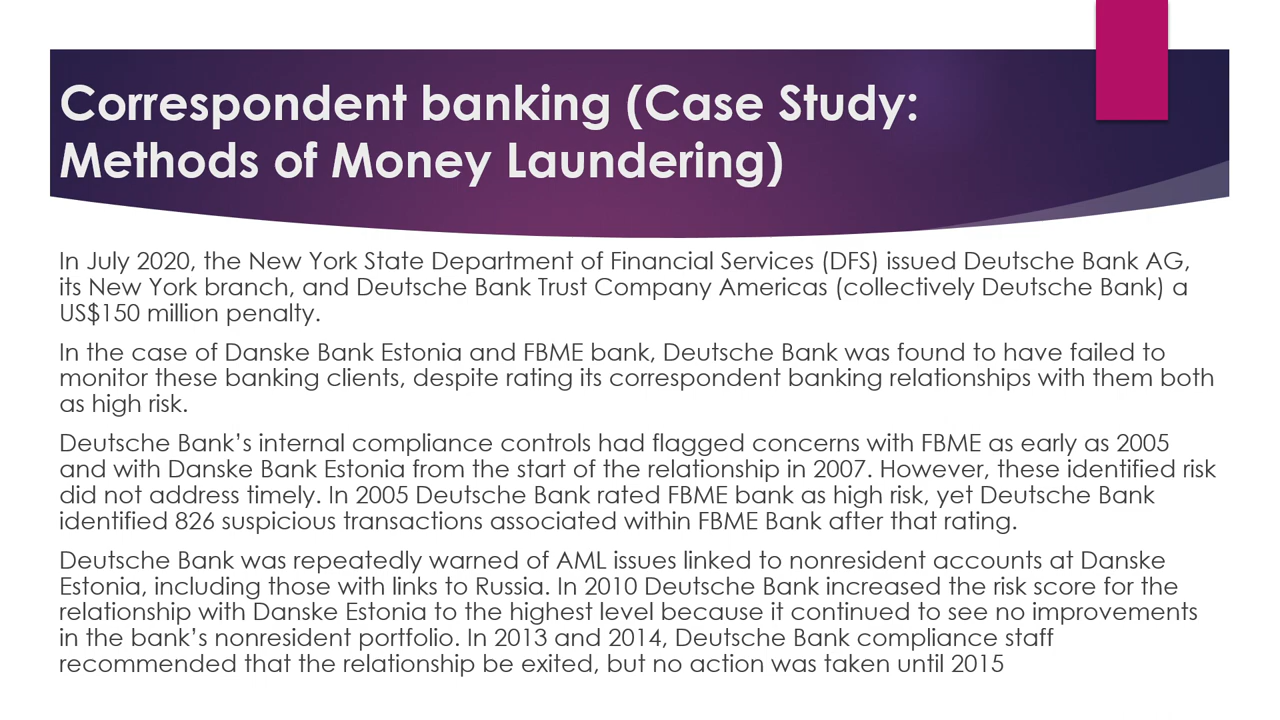 Correspondent banking (Case Study:
Methods of Money Laundering)
In July 2020, the New York State Department of Financial Services (DFS) issued Deutsche Bank AG,
its New York branch, and Deutsche Bank Trust Company Americas (collectively Deutsche Bank) a
US$150 million penalty.
In the case of Danske Bank Estonia and FBME bank, Deutsche Bank was found to have failed to
monitor these banking clients, despite rating its correspondent banking relationships with them both
as high risk.
Deutsche Bank’s internal compliance controls had flagged concerns with FBME as early as 2005
and with Danske Bank Estonia from the start of the relationship in 2007. However, these identified risk
did not address timely. In 2005 Deutsche Bank rated FBME bank as high risk, yet Deutsche Bank
identified 826 suspicious transactions associated within FBME Bank after that rating.
Deutsche Bank was repeatedly warned of AML issues linked to nonresident accounts at Danske
Estonia, including those with links to Russia. In 2010 Deutsche Bank increased the risk score for the
relationship with Danske Estonia to the highest level because it continued to see no improvements
in the bank’s nonresident portfolio. In 2013 and 2014, Deutsche Bank compliance staff
recommended that the relationship be exited, but no action was taken until 2015